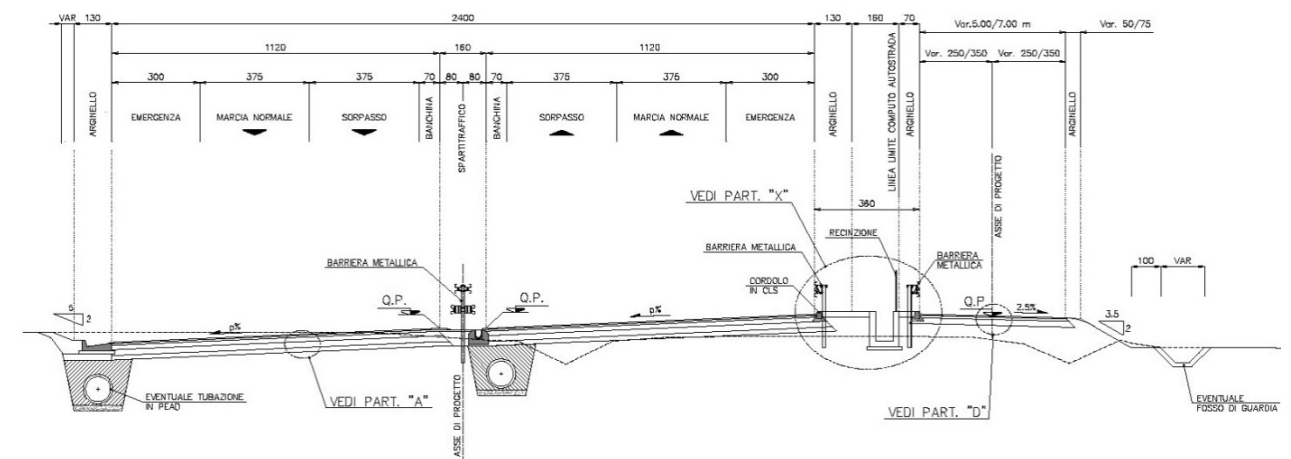 VAR 130 2400 130 160 70 Var.5.00/7.00 m Var. 50/75
1120 160 1120 Var. 250/350 Var. 250/350
300 375 375 70 80 80 70 375 375 300
ARGINELLO
EMERGENZA
MARCIA NORMALE
SORPASSO
BANCHINA
SPARTITRAFFICO
BANCHINA
SORPASSO
MARCIA NORMALE
EMERGENZA
ARGINELLO
LINEA LIMITE COMPUTO AUTOSTRADA
ARGINELLO
ASSE DI PROGETTO
ARGINELLO
VEDI PART. "X"
360
RECINZIONE
BARRIERA METALLICA
BARRIERA
METALLICA
BARRIERA METALLICA
CORDOLO
IN CLS
100 VAR
Q.P.
Q.P.
Q.P.
2.5%
5
2
p%
p%
3.5
2
EVENTUALE TUBAZIONE
IN PEAD
VEDI PART. "A"
ASSE DI PROGETTO
VEDI PART. "D"
EVENTUALE
FOSSO DI GUARDIA